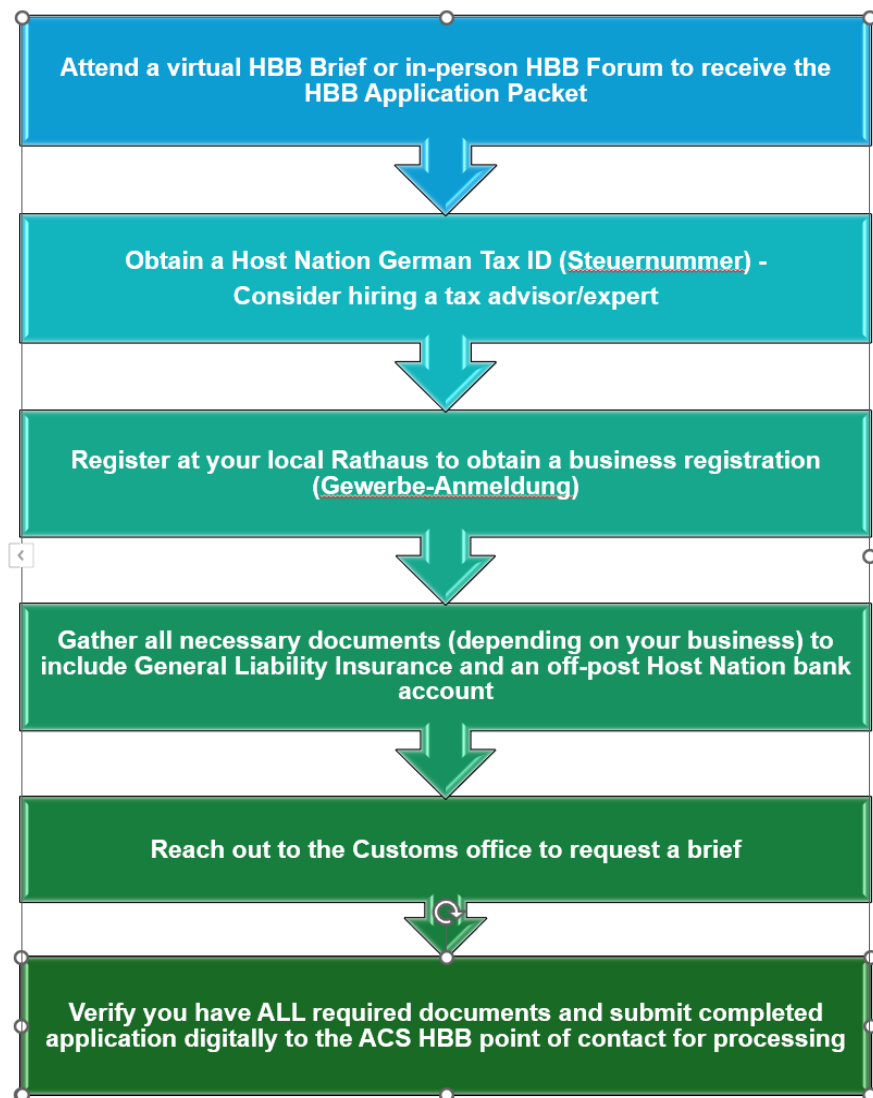 Attend a virtual HBB Brief or in-person HBB Forum to receive the
HBB Application Packet
Obtain a Host Nation German Tax ID (Steuernummer) -
Consider hiring a tax advisor/expert
Register at your local Rathaus to obtain a business registration
(Gewerbe-Anmeldung)
Gather all necessary documents (depending on your business) to
include General Liability Insurance and an off-post Host Nation bank
account
Reach out to the Customs office to request a brief
Verify you have ALL required documents and submit completed
application digitally to the ACS HBB point of contact for processing